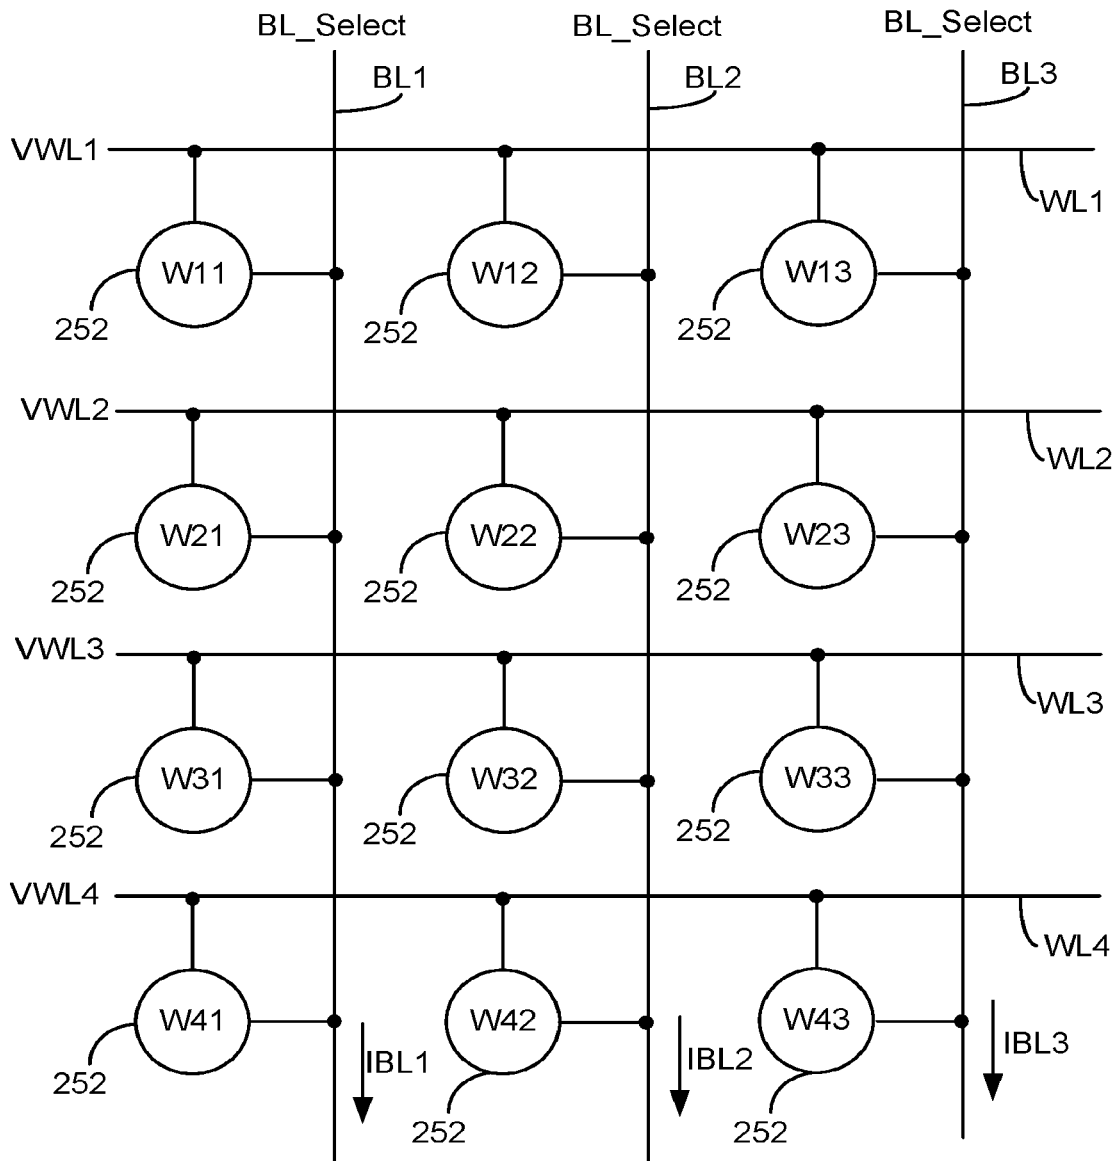 BL_Select BL_Select BL_Select
BL1 BL2 BL3
VWL1
WL1
W11 W12 W13
252 252 252
VWL2
WL2
W21 W22 W23
252 252 252
VWL3
WL3
W31 W32 W33
252 252 252
VWL4
WL4
W41 W42 W43
IBL1 IBL2 IBL3
252 252 252